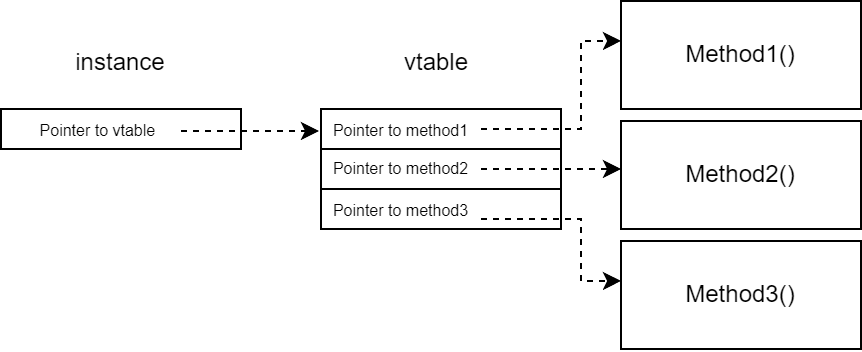 instance
vtable
Pointer to vtable
Pointer to method1
Pointer to method2
Pointer to method3
Method1()
Method2()
Method3()